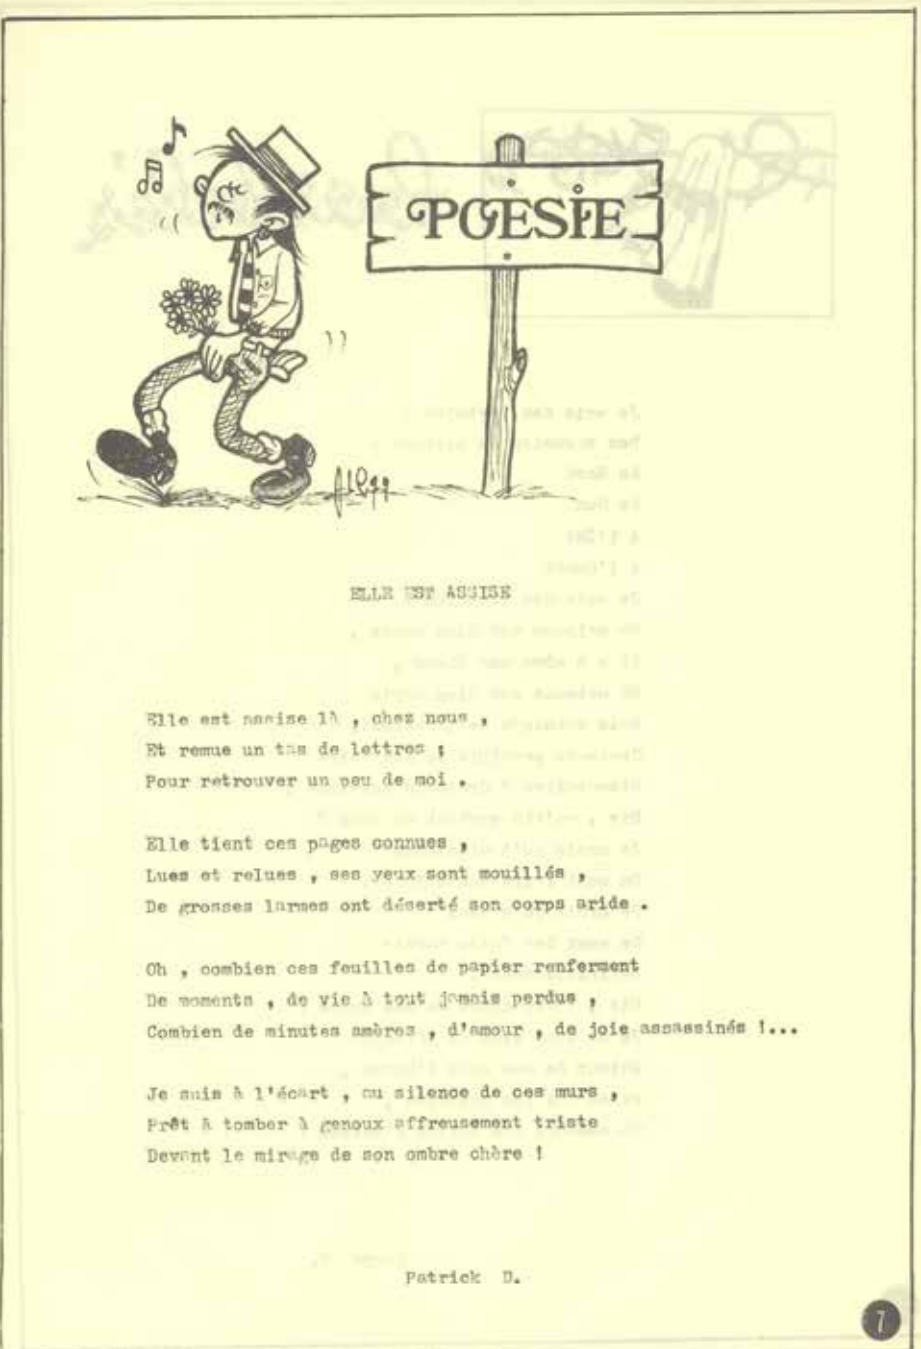 POÈSIE
ELLE EST ASSISE
Elle est assise là , chez nous ,
Et remue un tas de lettres ;
Pour retrouver un peu de moi .
Elle tient ces pages connues ,
Lues et relues , ses yeux sont mouillés ,
De grosses larmes ont déserté son corps aride .
Oh , combien ces feuilles de papier renferment
De moments , de vie à tout jamais perdus ,
Combien de minutes amères , d'amour , de joie assassinés !...
Je suis à l'écart , au silence de ces murs ,
Prêt à tomber à genoux affreusement triste
Devant le mirage de son ombre chère !
Patrick D.
7